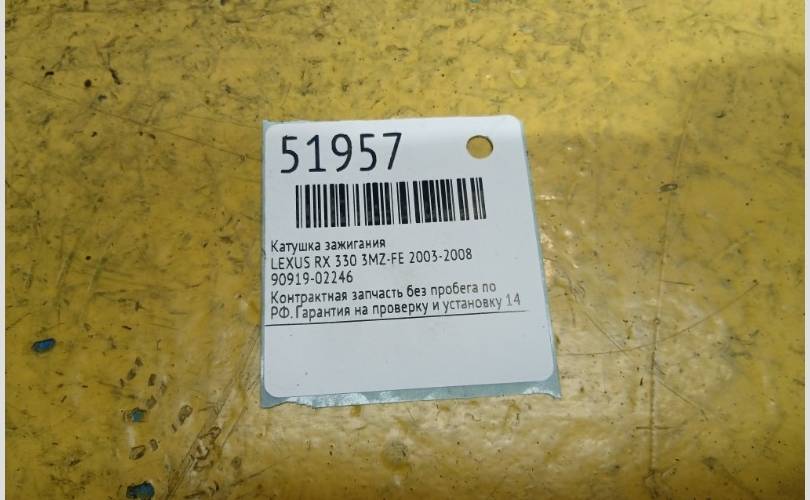 51957
Катушка зажигания
LEXUS RX 330 3MZ-FE 2003-2008
90919-02246
Контрактная запчасть без пробега по
РФ. Гарантия на проверку и установку 14